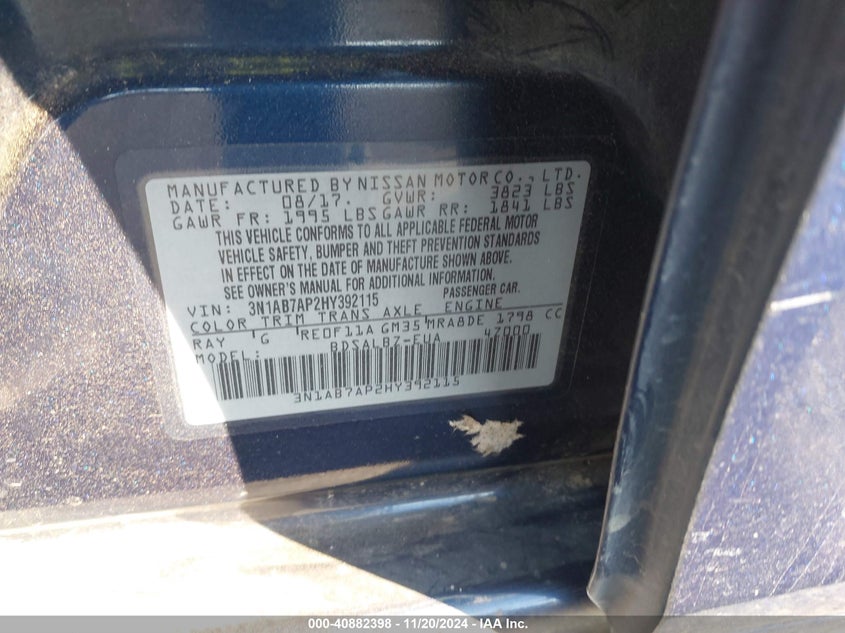 MANUFACTURED BY NISSAN MOTOR CO., LTD.
DATE: 08/17. GVWR: 3823 LBS
GAWR FR: 1995 LBS GAWR RR: 1841 LBS
THIS VEHICLE CONFORMS TO ALL APPLICABLE FEDERAL MOTOR
VEHICLE SAFETY, BUMPER AND THEFT PREVENTION STANDARDS
IN EFFECT ON THE DATE OF MANUFACTURE SHOWN ABOVE.
SEE OWNER'S MANUAL FOR ADDITIONAL INFORMATION.
VIN: 3N1AB7AP2HY392115 PASSENGER CAR.
COLOR TRIM TRANS AXLE ENGINE
RAY G RE0F11A GM35 MRA8DE 1798 CC
MODEL: BDSALBZ-EUA 47000
3N1AB7AP2HY392115
000-40882398 - 11/20/2024 - IAA Inc.